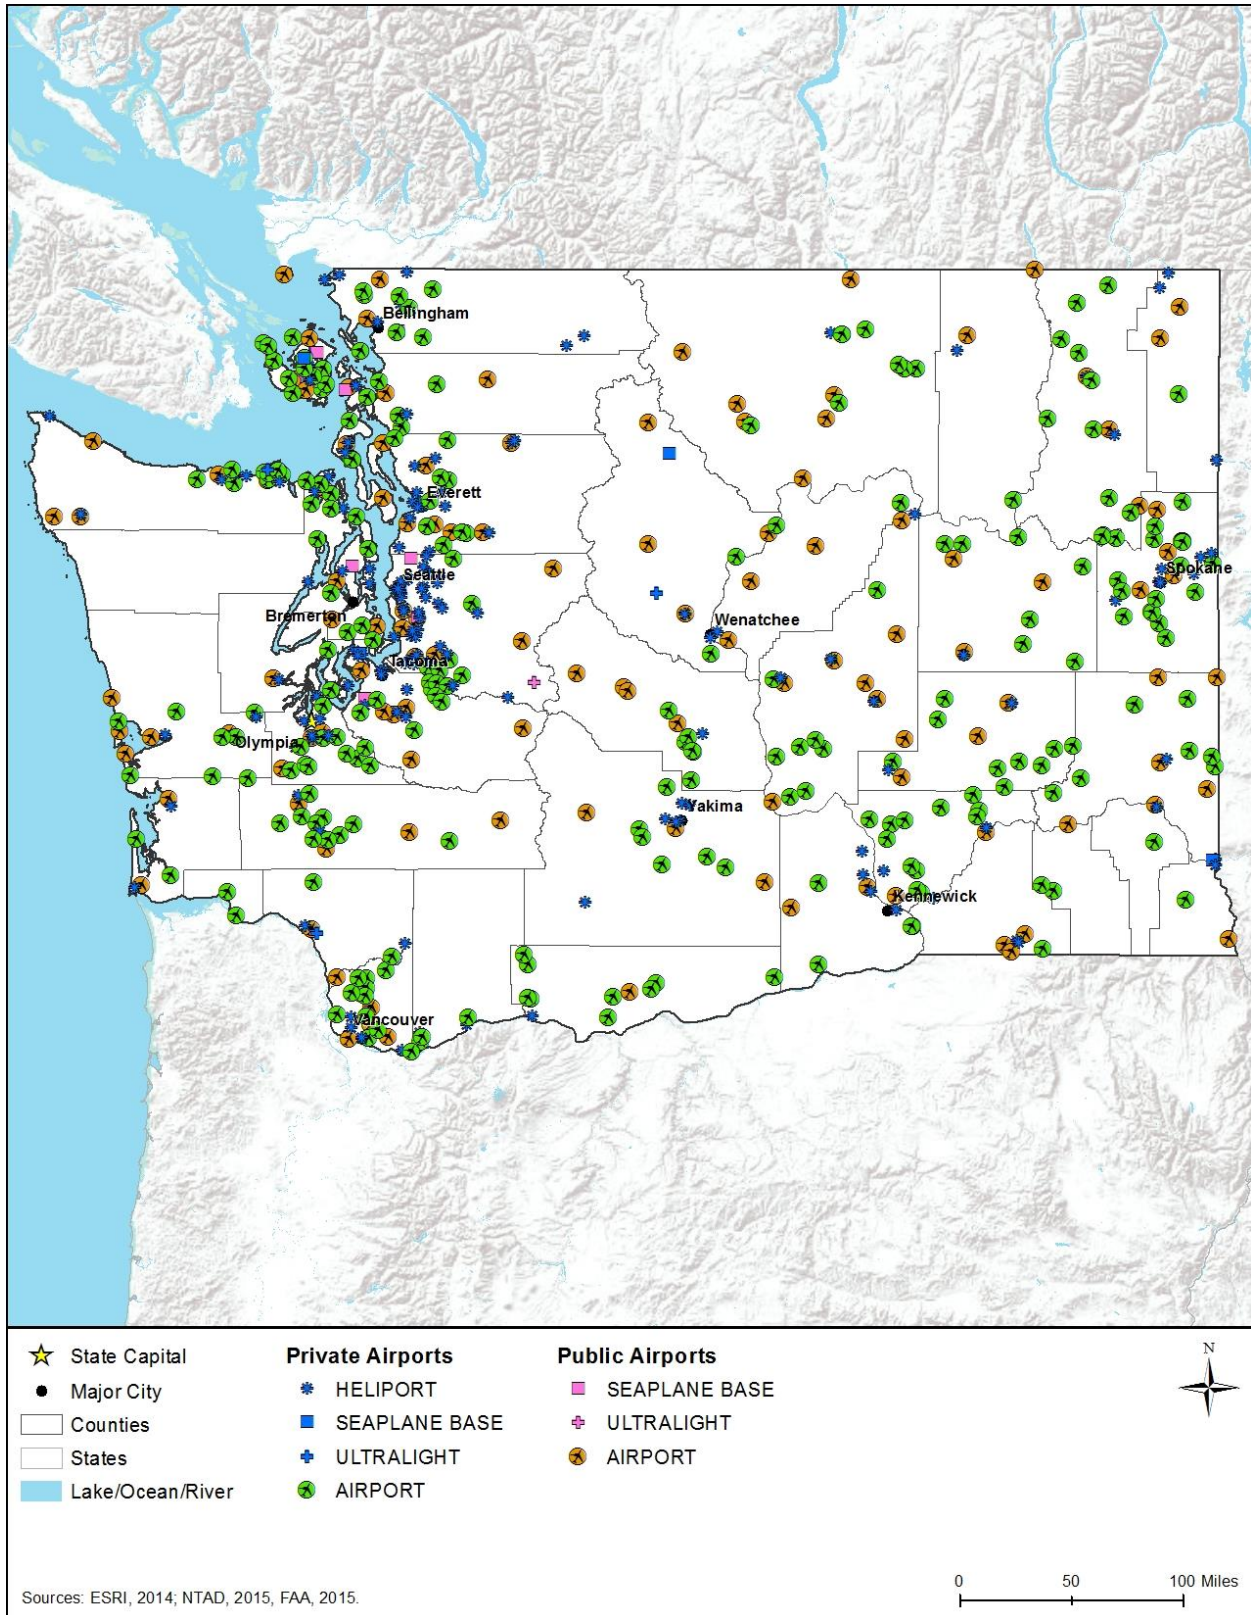 Bellingham
Everett
Seattle
Spokane
Bremerton
Wenatchee
Tacoma
Olympia
Yakima
Kennewick
Vancouver
State Capital
Major City
Counties
States
Lake/Ocean/River
Private Airports
HELIPORT
SEAPLANE BASE
ULTRALIGHT
AIRPORT
Public Airports
SEAPLANE BASE
ULTRALIGHT
AIRPORT
N
0 50 100 Miles
Sources: ESRI, 2014; NTAD, 2015, FAA, 2015.